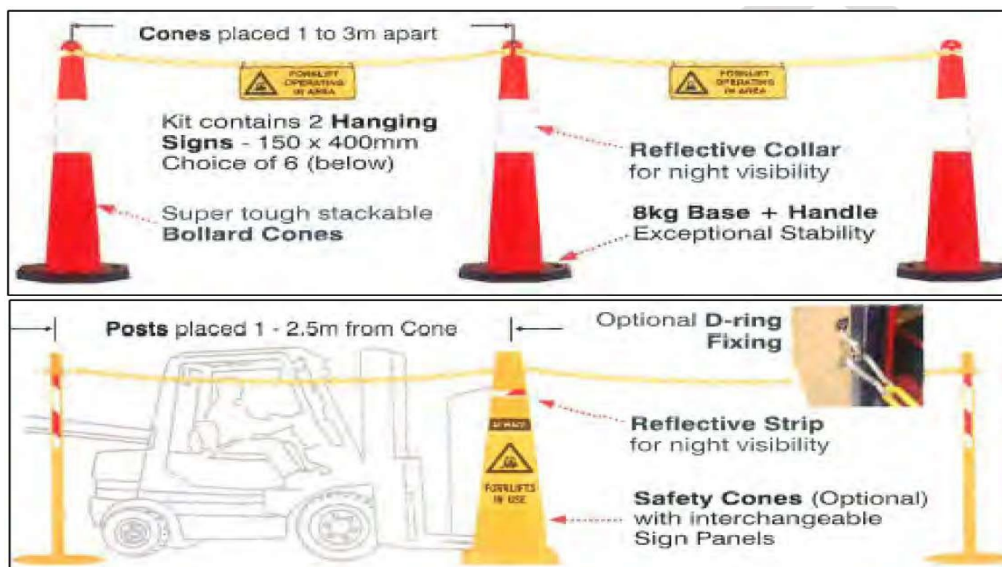 Cones placed 1 to 3m apart
FORKLIFT
OPERATING
IN AREA
FORKLIFT
OPERATING
IN AREA
Kit contains 2 Hanging
Signs - 150 x 400mm
Choice of 6 (below)
Reflective Collar
for night visibility
Super tough stackable
Bollard Cones
8kg Base + Handle
Exceptional Stability
Posts placed 1 - 2.5m from Cone
Optional D-ring
Fixing
Reflective Strip
for night visibility
FORKLIFTS
IN USE
Safety Cones (Optional)
with interchangeable
Sign Panels